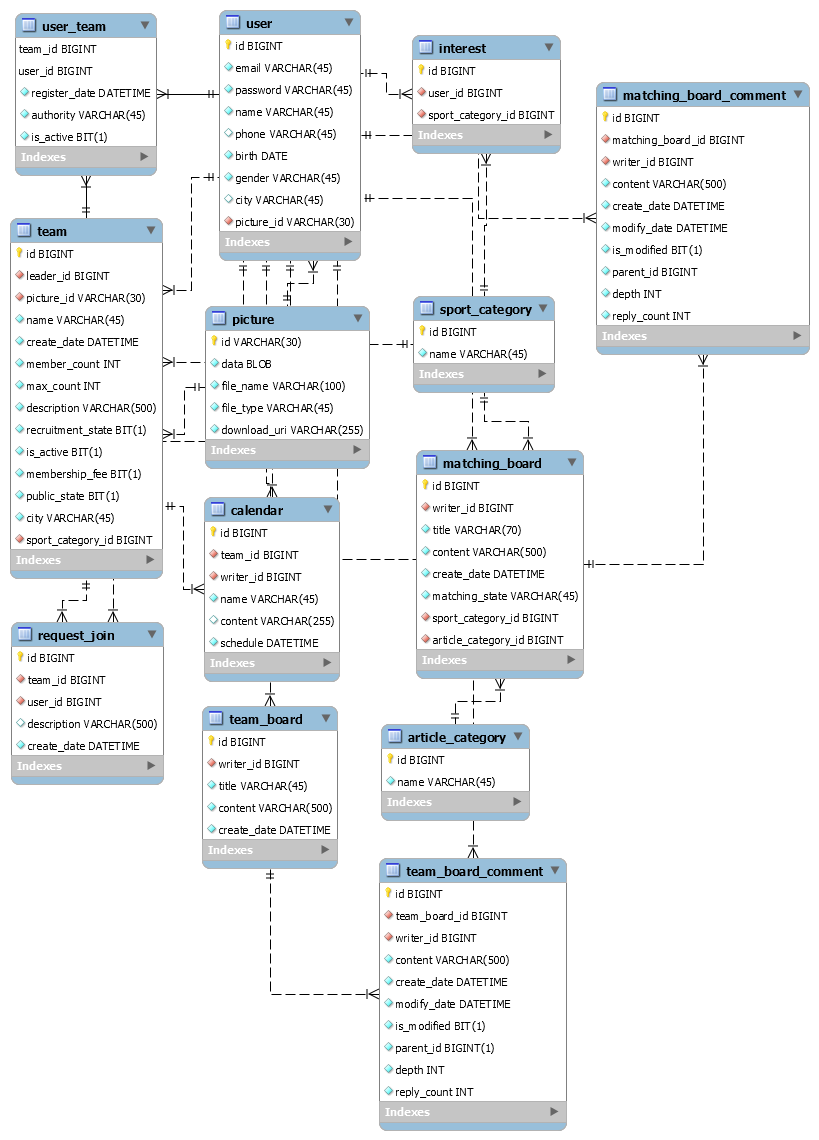 user_team
team_id BIGINT
user_id BIGINT
register_date DATETIME
authority VARCHAR(45)
is_active BIT(1)
Indexes
user
id BIGINT
email VARCHAR(45)
password VARCHAR(45)
name VARCHAR(45)
phone VARCHAR(45)
birth DATE
gender VARCHAR(45)
city VARCHAR(45)
picture_id VARCHAR(30)
Indexes
interest
id BIGINT
user_id BIGINT
sport_category_id BIGINT
Indexes
matching_board_comment
id BIGINT
matching_board_id BIGINT
writer_id BIGINT
content VARCHAR(500)
create_date DATETIME
modify_date DATETIME
is_modified BIT(1)
parent_id BIGINT
depth INT
reply_count INT
Indexes
team
id BIGINT
leader_id BIGINT
picture_id VARCHAR(30)
name VARCHAR(45)
create_date DATETIME
member_count INT
max_count INT
description VARCHAR(500)
recruitment_state BIT(1)
is_active BIT(1)
membership_fee BIT(1)
public_state BIT(1)
city VARCHAR(45)
sport_category_id BIGINT
Indexes
picture
id VARCHAR(30)
data BLOB
file_name VARCHAR(100)
file_type VARCHAR(45)
download_uri VARCHAR(255)
Indexes
sport_category
id BIGINT
name VARCHAR(45)
Indexes
matching_board
id BIGINT
writer_id BIGINT
title VARCHAR(70)
content VARCHAR(500)
create_date DATETIME
matching_state VARCHAR(45)
sport_category_id BIGINT
article_category_id BIGINT
Indexes
calendar
id BIGINT
team_id BIGINT
writer_id BIGINT
name VARCHAR(45)
content VARCHAR(255)
schedule DATETIME
Indexes
request_join
id BIGINT
team_id BIGINT
user_id BIGINT
description VARCHAR(500)
create_date DATETIME
Indexes
team_board
id BIGINT
writer_id BIGINT
title VARCHAR(45)
content VARCHAR(500)
create_date DATETIME
Indexes
article_category
id BIGINT
name VARCHAR(45)
Indexes
team_board_comment
id BIGINT
team_board_id BIGINT
writer_id BIGINT
content VARCHAR(500)
create_date DATETIME
modify_date DATETIME
is_modified BIT(1)
parent_id BIGINT(1)
depth INT
reply_count INT
Indexes